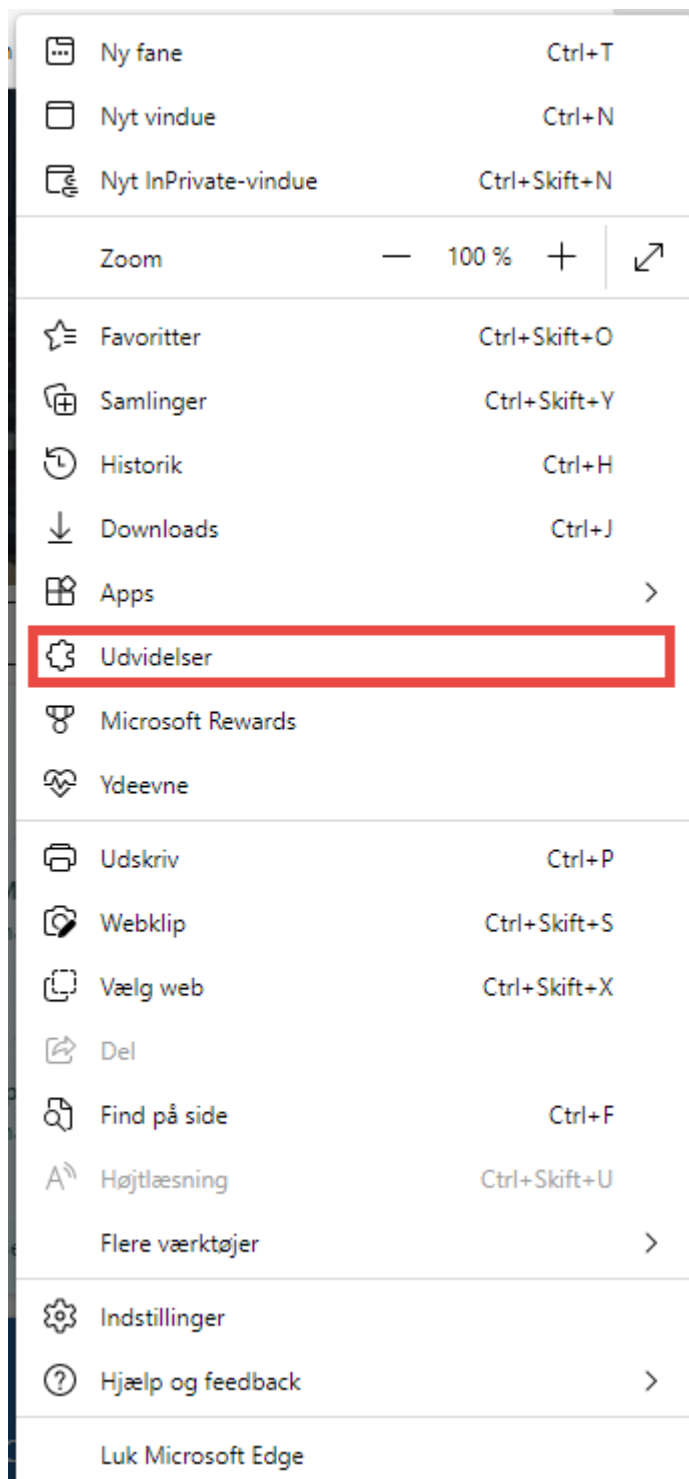 Ny fane Ctrl+T
Nyt vindue Ctrl+N
Nyt InPrivate-vindue Ctrl+Skift+N
Zoom — 100 % +
Favoritter Ctrl+Skift+O
Samlinger Ctrl+Skift+Y
Historik Ctrl+H
Downloads Ctrl+J
Apps
Udvidelser
Microsoft Rewards
Ydeevne
Udskriv Ctrl+P
Webklip Ctrl+Skift+S
Vælg web Ctrl+Skift+X
Del
Find på side Ctrl+F
Højtlæsning Ctrl+Skift+U
Flere værktøjer
Indstillinger
Hjælp og feedback
Luk Microsoft Edge